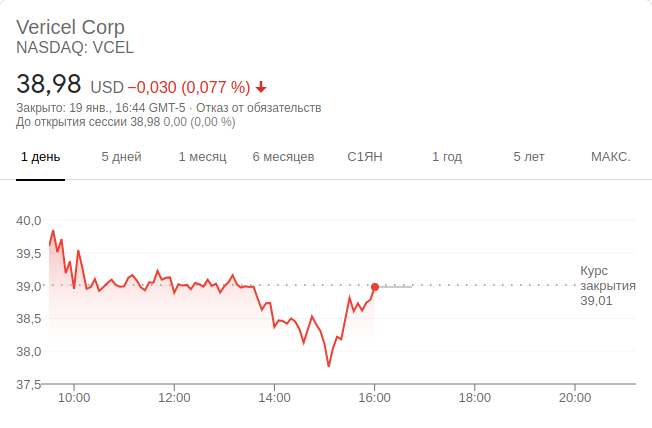 Vericel Corp
NASDAQ: VCEL
38,98 USD −0,030 (0,077 %)
Закрыто: 19 янв., 16:44 GMT-5 · Отказ от обязательств
До открытия сессии 38,98 0,00 (0,00 %)
1 день 5 дней 1 месяц 6 месяцев С1ЯН 1 год 5 лет МАКС.
40,0
39,5
39,0
38,5
38,0
37,5
Курс
закрытия
39,01
10:00 12:00 14:00 16:00 18:00 20:00